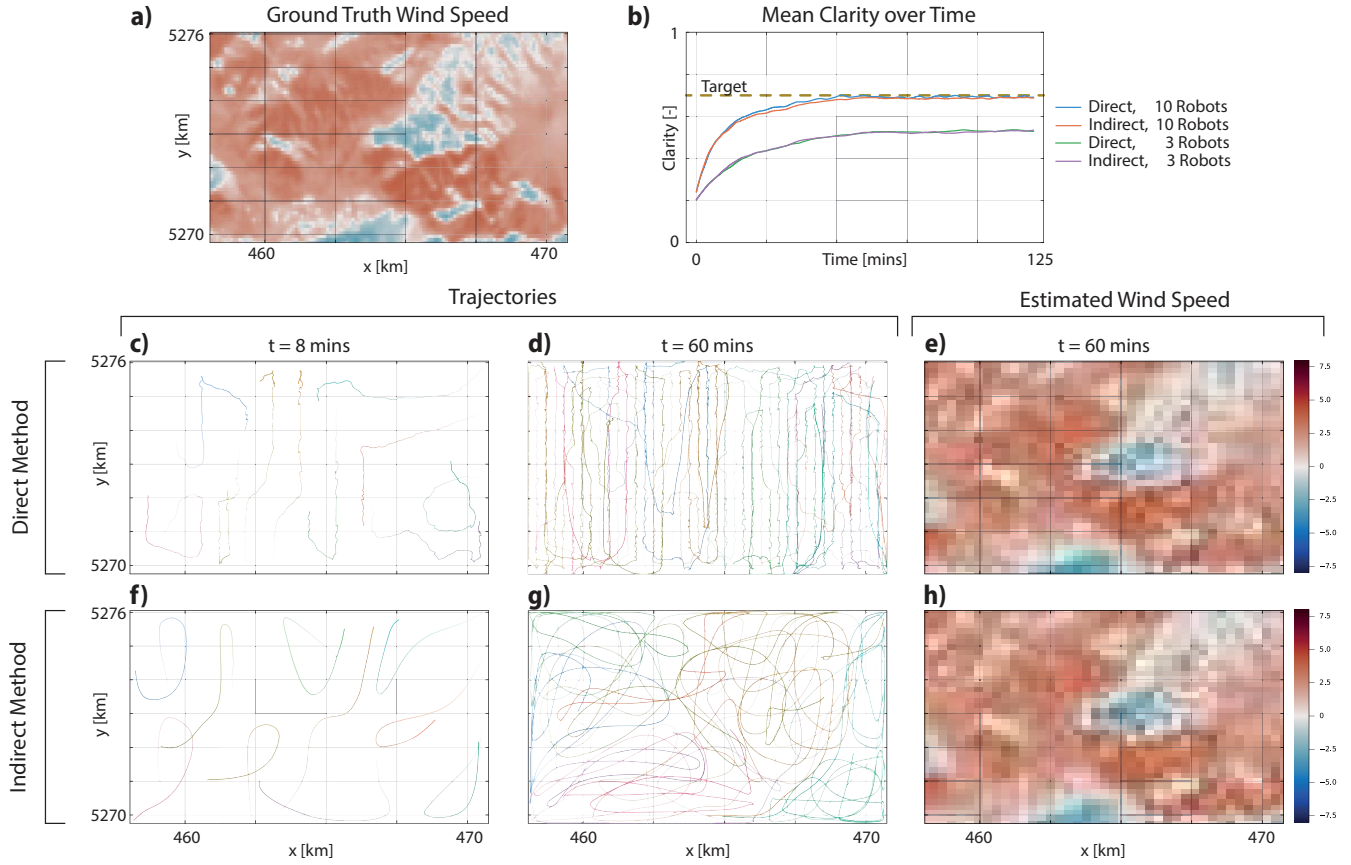 a) Ground Truth Wind Speed
5276
y [km]
5270
460
470
x [km]
b) Mean Clarity over Time
1
Target
Clarity [-]
0
0
Time [mins]
125
Direct, 10 Robots
Indirect, 10 Robots
Direct, 3 Robots
Indirect, 3 Robots
Trajectories
Estimated Wind Speed
Direct Method
c) t = 8 mins
5276
y [km]
5270
d) t = 60 mins
e) t = 60 mins
7.5
5.0
2.5
0
−2.5
−5.0
−7.5
Indirect Method
f)
5276
y [km]
5270
460
470
x [km]
g)
460
470
x [km]
h)
7.5
5.0
2.5
0
−2.5
−5.0
−7.5
460
470
x [km]